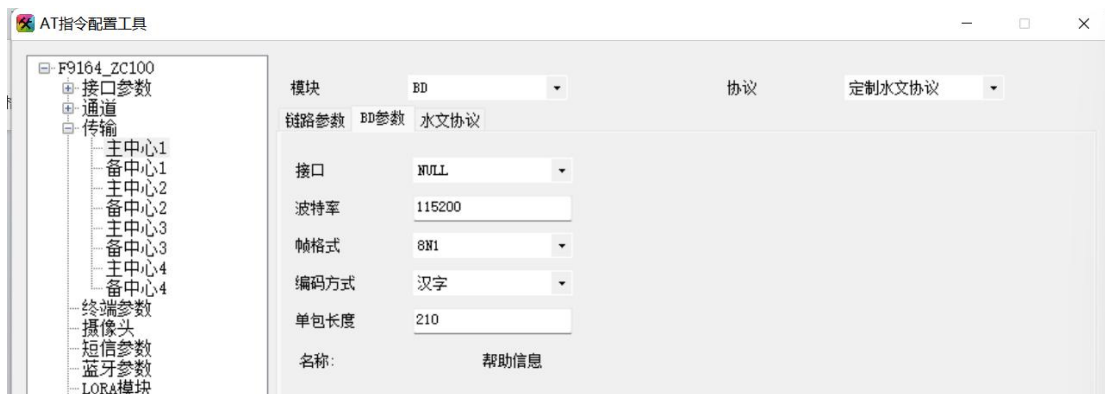 AT指令配置工具
F9164_ZC100
接口参数
通道
传输
主中心1
备中心1
主中心2
备中心2
主中心3
备中心3
主中心4
备中心4
终端参数
摄像头
短信参数
蓝牙参数
LORA模块
模块 BD 协议 定制水文协议
链路参数 BD参数 水文协议
接口 NULL
波特率 115200
帧格式 8N1
编码方式 汉字
单包长度 210
名称: 帮助信息